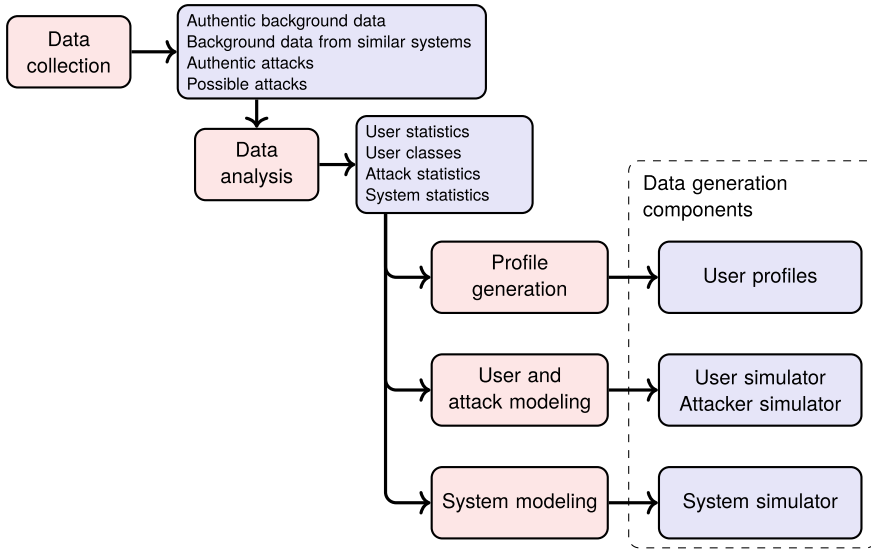 Data
collection
Authentic background data
Background data from similar systems
Authentic attacks
Possible attacks
Data
analysis
User statistics
User classes
Attack statistics
System statistics
Data generation
components
Profile
generation
User profiles
User and
attack modeling
User simulator
Attacker simulator
System modeling
System simulator